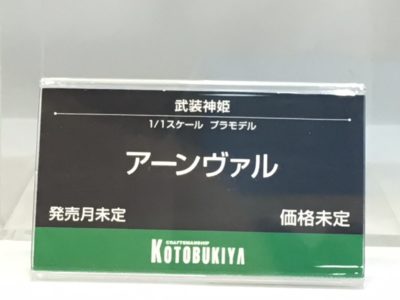 武装神姫
1/1スケール プラモデル
アーンヴァル
発売月未定 価格未定
CRAFTSMANSHIP
KOTOBUKIYA